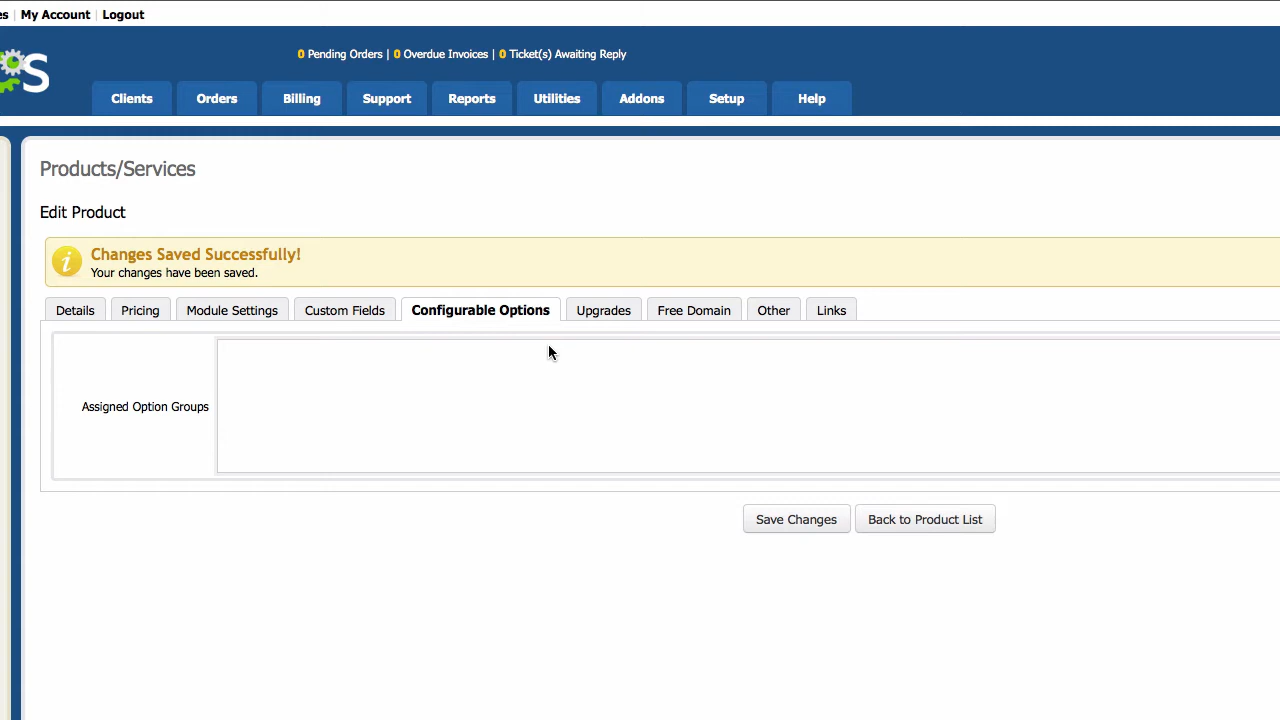 es | My Account | Logout
S
0 Pending Orders | 0 Overdue Invoices | 0 Ticket(s) Awaiting Reply
Clients Orders Billing Support Reports Utilities Addons Setup Help
Products/Services
Edit Product
Changes Saved Successfully!
Your changes have been saved.
Details Pricing Module Settings Custom Fields Configurable Options Upgrades Free Domain Other Links
Assigned Option Groups
Save Changes Back to Product List